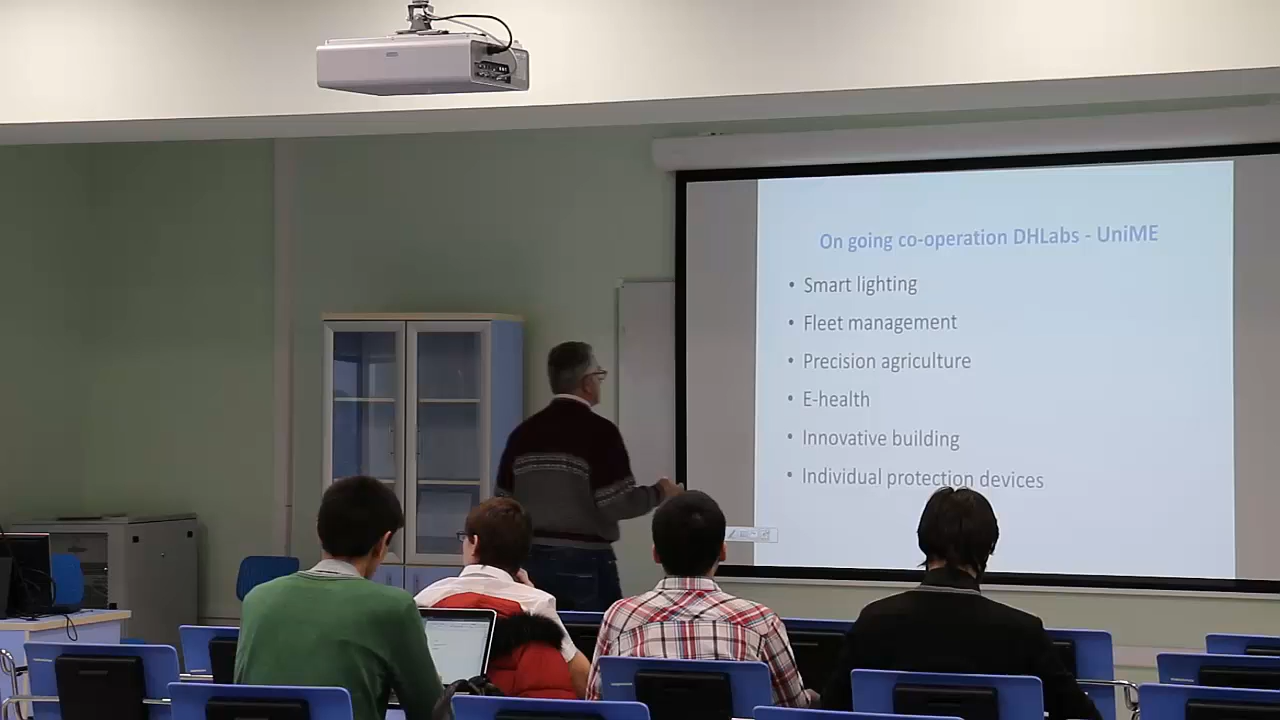 On going co-operation DHLabs - UniME
• Smart lighting
• Fleet management
• Precision agriculture
• E-health
• Innovative building
• Individual protection devices